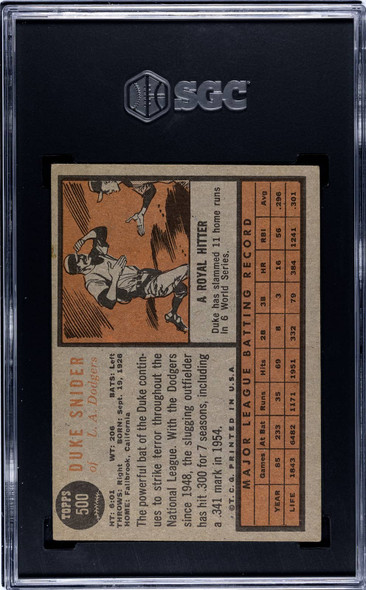 SGC
TOPPS
500
DUKE SNIDER
of L. A. Dodgers
HT: 6:01 WT: 206 BATS: Left
THROWS: Right BORN: Sept. 19, 1926
HOME: Fallbrook, California
The powerful bat of the Duke contin-
ues to strike terror throughout the
National League. With the Dodgers
since 1948, the slugging outfielder
has hit .300 for 7 seasons, including
a .341 mark in 1954.
©T.C.G. PRINTED IN U.S.A.
A ROYAL HITTER
Duke has slammed 11 home runs
in 6 World Series.
MAJOR LEAGUE BATTING RECORD
Games At Bat Runs Hits 2B 3B HR RBI Avg
YEAR 85 233 35 69 8 3 16 56 .296
LIFE 1843 6482 1171 1951 332 79 384 1241 .301